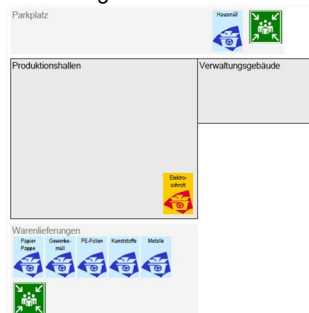 Parkplatz
Hausmüll
Produktionshallen
Verwaltungsgebäude
Elektro-
schrott
Warenlieferungen
Papier
Pappe
Gewerbe-
müll
PE-Folien
Kunststoffe
Metalle